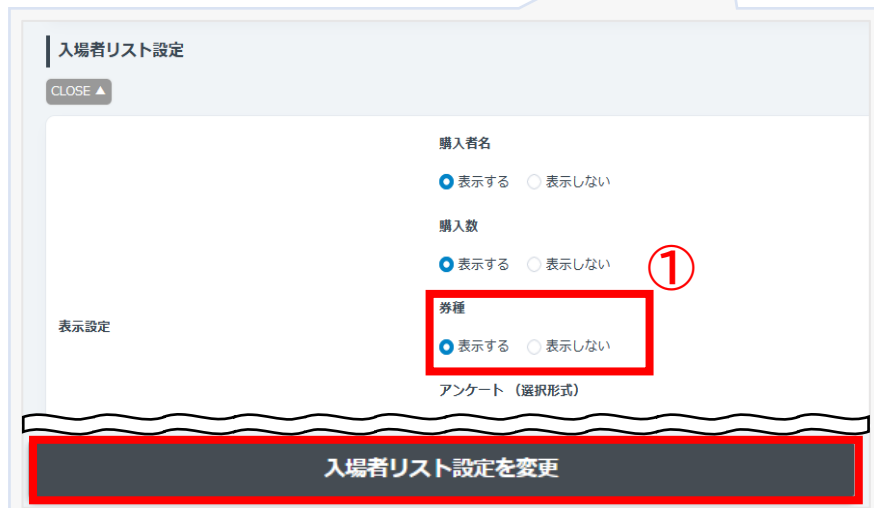 入場者リスト設定
CLOSE ▲
購入者名
表示する 表示しない
購入数
表示する 表示しない
①
券種
表示設定
表示する 表示しない
アンケート （選択形式）
入場者リスト設定を変更